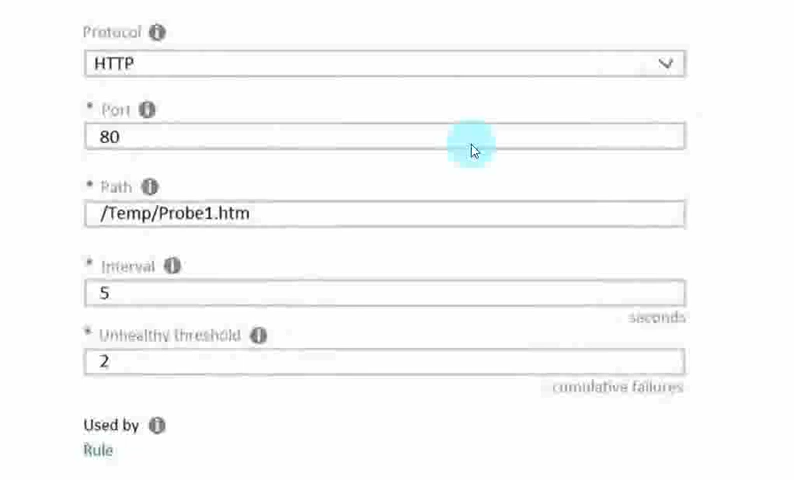 Protocol
HTTP
* Port
80
* Path
/Temp/Probe1.htm
* Interval
5
seconds
* Unhealthy threshold
2
cumulative failures
Used by
Rule